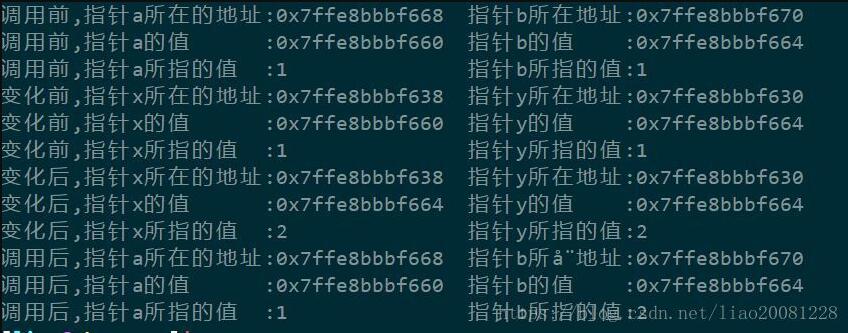 调用前,指针a所在的地址:0x7ffe8bbbf668 指针b所在地址:0x7ffe8bbbf670
调用前,指针a的值 :0x7ffe8bbbf660 指针b的值 :0x7ffe8bbbf664
调用前,指针a所指的值 :1 指针b所指的值:1
变化前,指针x所在的地址:0x7ffe8bbbf638 指针y所在地址:0x7ffe8bbbf630
变化前,指针x的值 :0x7ffe8bbbf660 指针y的值 :0x7ffe8bbbf664
变化前,指针x所指的值 :1 指针y所指的值:1
变化后,指针x所在的地址:0x7ffe8bbbf638 指针y所在地址:0x7ffe8bbbf630
变化后,指针x的值 :0x7ffe8bbbf664 指针y的值 :0x7ffe8bbbf664
变化后,指针x所指的值 :2 指针y所指的值:2
调用后,指针a所在的地址:0x7ffe8bbbf668 指针b所å¨地址:0x7ffe8bbbf670
调用后,指针a的值 :0x7ffe8bbbf660 指针b的值 :0x7ffe8bbbf664
调用后,指针a所指的值 :1 指针b所指的值:2
https://blog.csdn.net/liao20081228